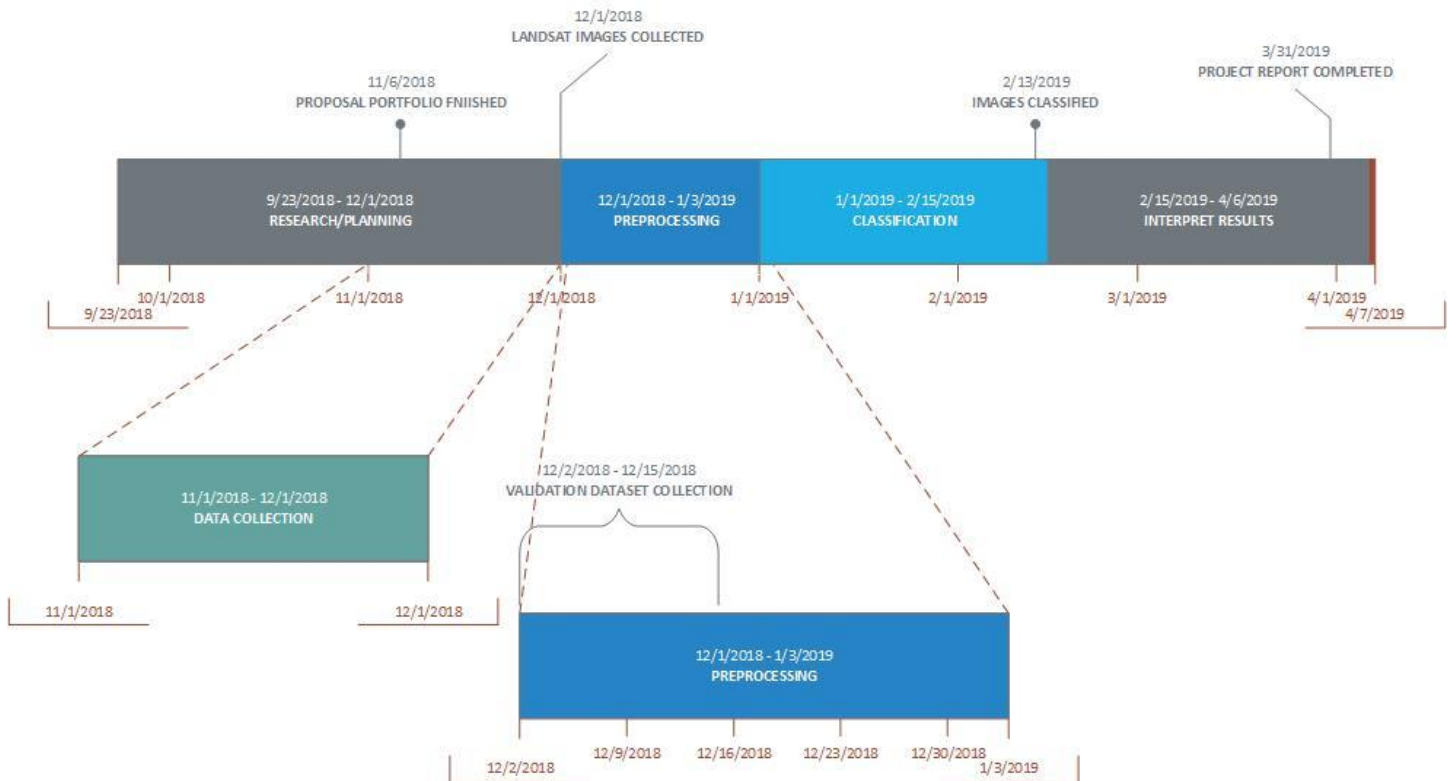 12/1/2018
LANDSAT IMAGES COLLECTED
3/31/2019
PROJECT REPORT COMPLETED
11/6/2018
PROPOSAL PORTFOLIO FNIISHED
2/13/2019
IMAGES CLASSIFIED
9/23/2018 - 12/1/2018
RESEARCH/PLANNING
12/1/2018 - 1/3/2019
PREPROCESSING
1/1/2019 - 2/15/2019
CLASSIFICATION
2/15/2019 - 4/6/2019
INTERPRET RESULTS
10/1/2018
11/1/2018
12/1/2018
1/1/2019
2/1/2019
3/1/2019
4/1/2019
9/23/2018
4/7/2019
11/1/2018 - 12/1/2018
DATA COLLECTION
11/1/2018
12/1/2018
12/2/2018 - 12/15/2018
VALIDATION DATASET COLLECTION
12/1/2018 - 1/3/2019
PREPROCESSING
12/9/2018
12/16/2018
12/23/2018
12/30/2018
12/2/2018
1/3/2019